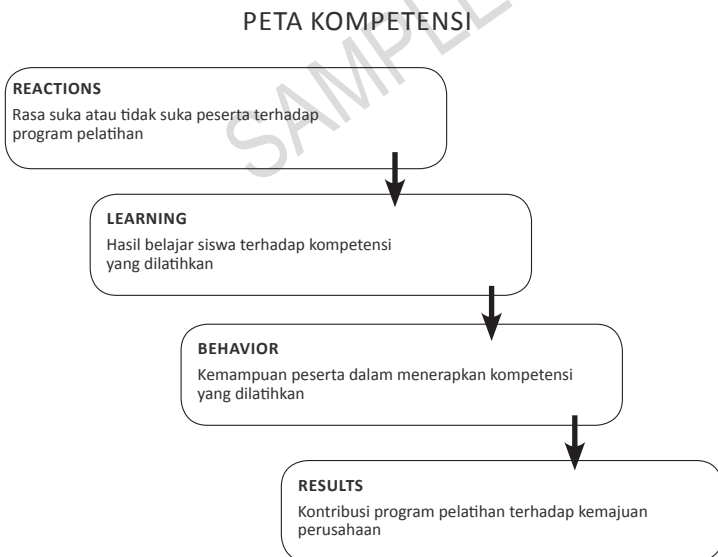 PETA KOMPETENSI
SAMPLE
REACTIONS
Rasa suka atau tidak suka peserta terhadap
program pelatihan
LEARNING
Hasil belajar siswa terhadap kompetensi
yang dilatihkan
BEHAVIOR
Kemampuan peserta dalam menerapkan kompetensi
yang dilatihkan
RESULTS
Kontribusi program pelatihan terhadap kemajuan
perusahaan